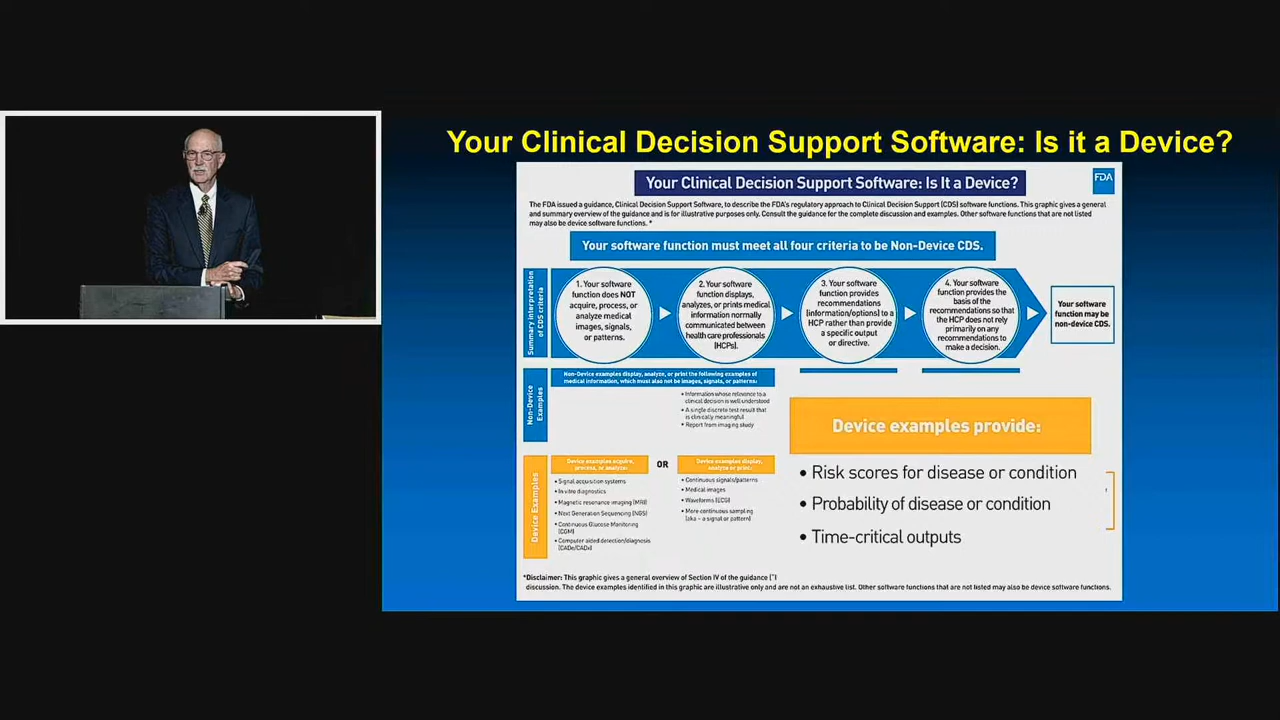 Your Clinical Decision Support Software: Is it a Device?
Your Clinical Decision Support Software: Is It a Device?
FDA
The FDA issued a guidance, Clinical Decision Support Software, to describe the FDA's regulatory approach to Clinical Decision Support (CDS) software functions. This graphic gives a general
and summary overview of the guidance and is for illustrative purposes only. Consult the guidance for the complete discussion and examples. Other software functions that are not listed
may also be device software functions. *
Your software function must meet all four criteria to be Non-Device CDS.
Summary interpretation
of CDS criteria
1. Your software
function does NOT
acquire, process, or
analyze medical
images, signals,
or patterns.
2. Your software
function displays,
analyzes, or prints medical
information normally
communicated between
health care professionals
(HCPs).
3. Your software
function provides
recommendations
(information/options) to a
HCP rather than provide
a specific output
or directive.
4. Your software
function provides the
basis of the
recommendations so that
the HCP does not rely
primarily on any
recommendations to
make a decision.
Your software
function may be
non-device CDS.
Non-Device
Examples
Non-Device examples display, analyze, or print the following examples of
medical information, which must also not be images, signals, or patterns:
• Information whose relevance to a
clinical decision is well understood
• A single discrete test result that
is clinically meaningful
• Report from imaging study
Device Examples
Device examples acquire,
process, or analyze:
• Signal acquisition systems
• In vitro diagnostics
• Magnetic resonance imaging (MRI)
• Next Generation Sequencing (NGS)
• Continuous Glucose Monitoring
(CGM)
• Computer aided detection/diagnosis
(CADe/CADx)
OR
Device examples display,
analyze, or print:
• Continuous signals/patterns
• Medical images
• Waveforms (ECG)
• More continuous sampling
(aka – a signal or pattern)
Device examples provide:
• Risk scores for disease or condition
• Probability of disease or condition
• Time-critical outputs
*Disclaimer: This graphic gives a general overview of Section IV of the guidance (")
discussion. The device examples identified in this graphic are illustrative only and are not an exhaustive list. Other software functions that are not listed may also be device software functions.